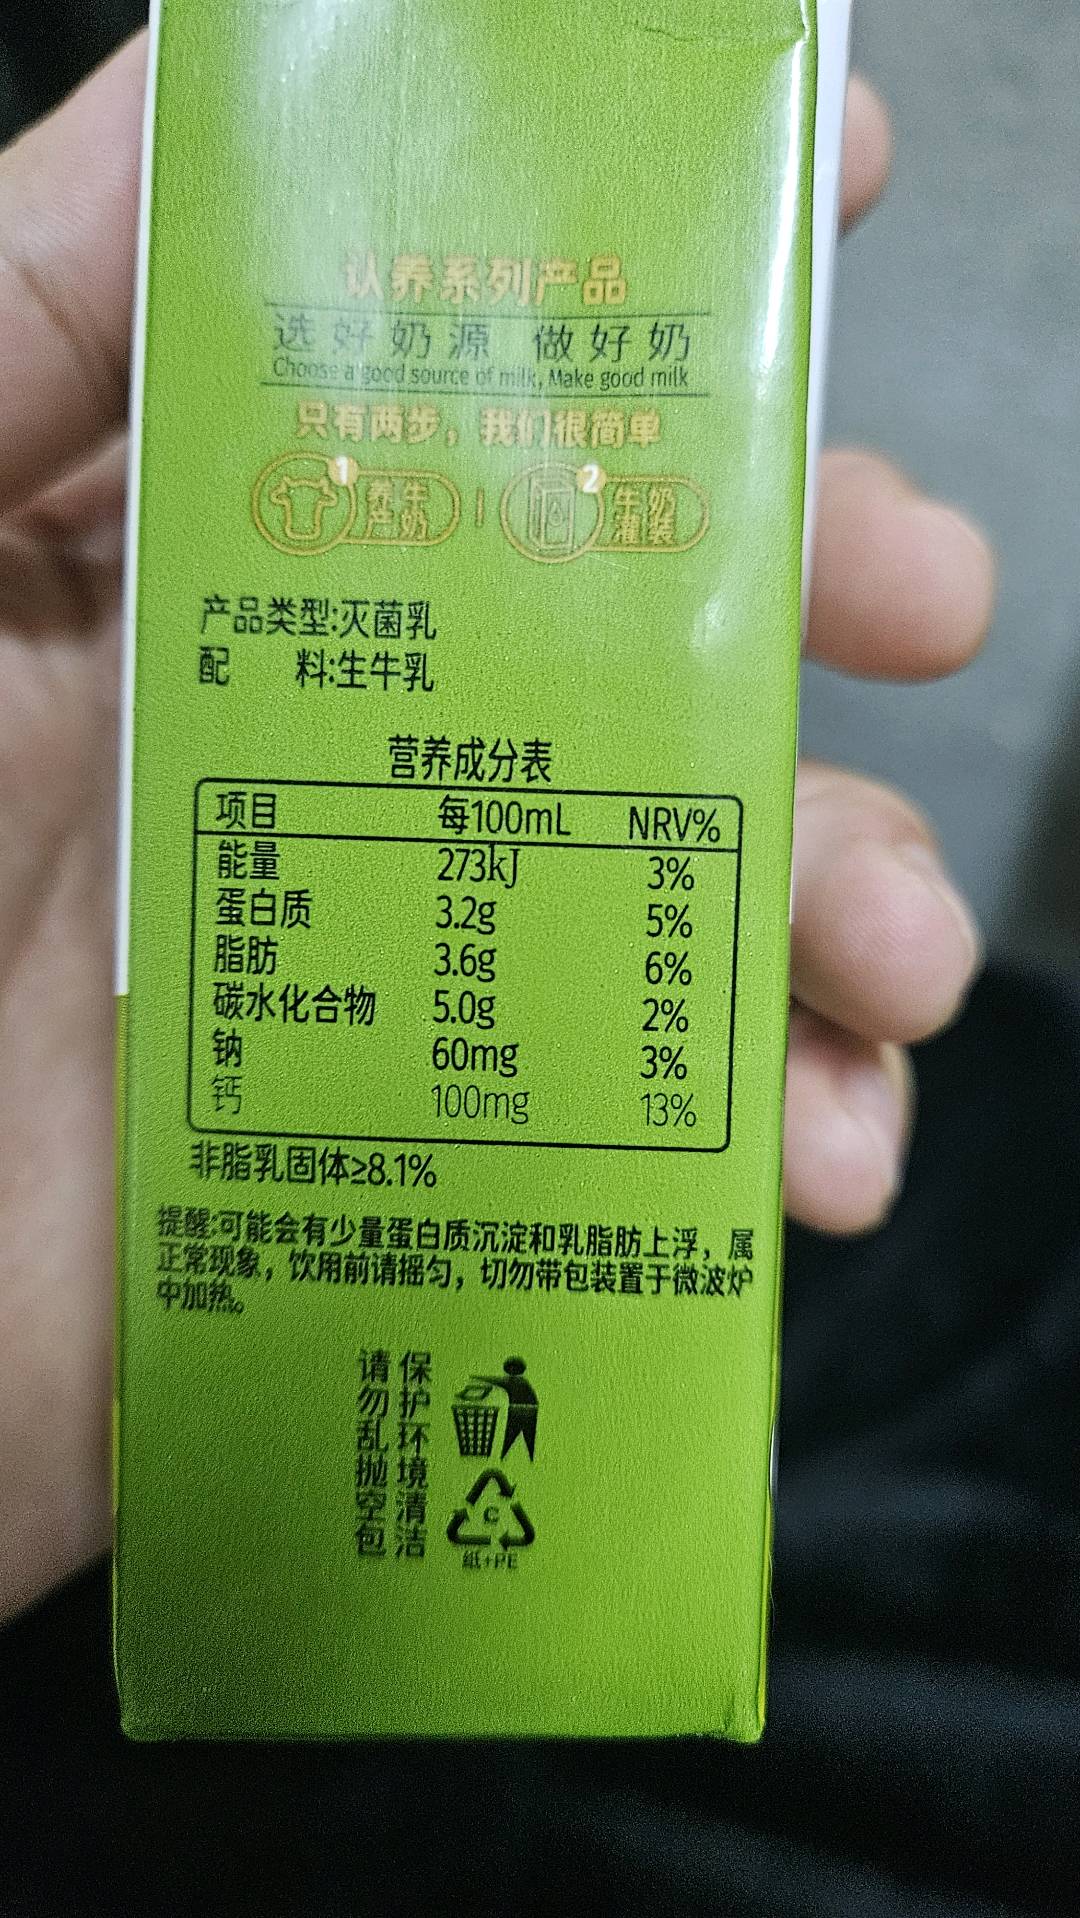 认养系列产品
选好奶源 做好奶
Choose a good source of milk, Make good milk
只有两步，我们很简单
1 养牛产奶 2 牛奶灌装
产品类型:灭菌乳
配 料:生牛乳
营养成分表
项目 每100mL NRV%
能量 273kJ 3%
蛋白质 3.2g 5%
脂肪 3.6g 6%
碳水化合物 5.0g 2%
钠 60mg 3%
钙 100mg 13%
非脂乳固体≥8.1%
提醒:可能会有少量蛋白质沉淀和乳脂肪上浮，属
正常现象，饮用前请摇匀，切勿带包装置于微波炉
中加热。
保护环境清洁
请勿乱抛空包
C
纸+PE